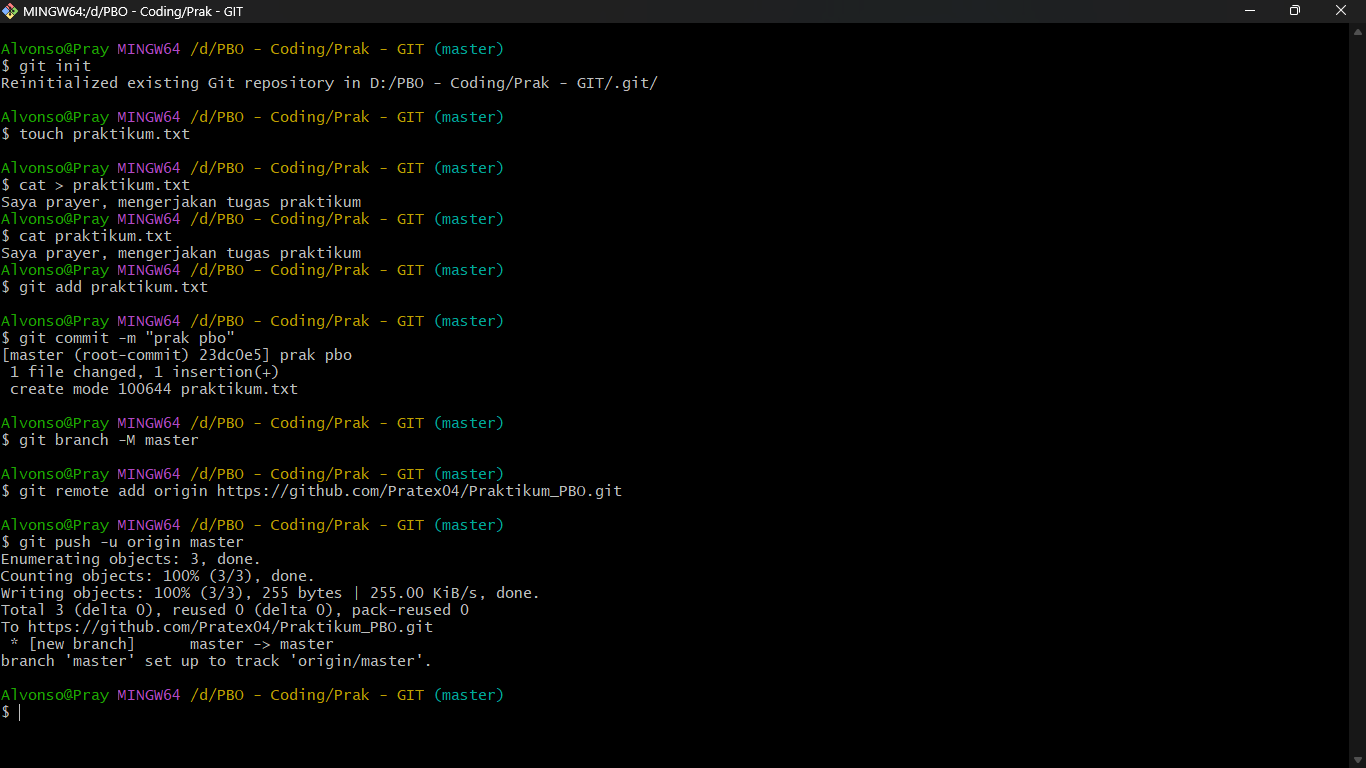 MINGW64:/d/PBO - Coding/Prak - GIT
Alvonso@Pray MINGW64 /d/PBO - Coding/Prak - GIT (master)
$ git init
Reinitialized existing Git repository in D:/PBO - Coding/Prak - GIT/.git/
Alvonso@Pray MINGW64 /d/PBO - Coding/Prak - GIT (master)
$ touch praktikum.txt
Alvonso@Pray MINGW64 /d/PBO - Coding/Prak - GIT (master)
$ cat > praktikum.txt
Saya prayer, mengerjakan tugas praktikum
Alvonso@Pray MINGW64 /d/PBO - Coding/Prak - GIT (master)
$ cat praktikum.txt
Saya prayer, mengerjakan tugas praktikum
Alvonso@Pray MINGW64 /d/PBO - Coding/Prak - GIT (master)
$ git add praktikum.txt
Alvonso@Pray MINGW64 /d/PBO - Coding/Prak - GIT (master)
$ git commit -m "prak pbo"
[master (root-commit) 23dc0e5] prak pbo
 1 file changed, 1 insertion(+)
 create mode 100644 praktikum.txt
Alvonso@Pray MINGW64 /d/PBO - Coding/Prak - GIT (master)
$ git branch -M master
Alvonso@Pray MINGW64 /d/PBO - Coding/Prak - GIT (master)
$ git remote add origin https://github.com/Pratex04/Praktikum_PBO.git
Alvonso@Pray MINGW64 /d/PBO - Coding/Prak - GIT (master)
$ git push -u origin master
Enumerating objects: 3, done.
Counting objects: 100% (3/3), done.
Writing objects: 100% (3/3), 255 bytes | 255.00 KiB/s, done.
Total 3 (delta 0), reused 0 (delta 0), pack-reused 0
To https://github.com/Pratex04/Praktikum_PBO.git
 * [new branch]      master -> master
branch 'master' set up to track 'origin/master'.
Alvonso@Pray MINGW64 /d/PBO - Coding/Prak - GIT (master)
$